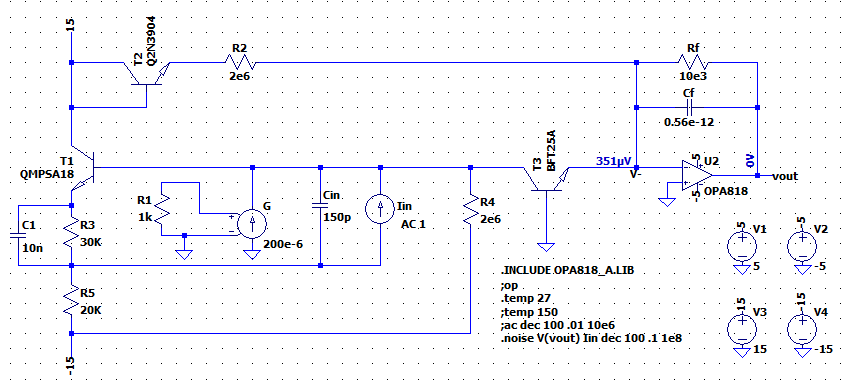 15
T2
Q2N3904
R2
2e6
Rf
10e3
Cf
0.56e-12
T1
QMPSA18
T3
BFT25A
351µV
V-
0V
5
U2
-5
OPA818
vout
R1
1k
G
200e-6
Cin
150p
Iin
AC 1
R4
2e6
C1
10n
R3
30K
R5
20K
-15
.INCLUDE OPA818_A.LIB
;op
.temp 27
;temp 150
;ac dec 100 .01 10e6
.noise V(vout) Iin dec 100 .1 1e8
5
V1
5
-5
V2
-5
15
V3
15
-15
V4
-15